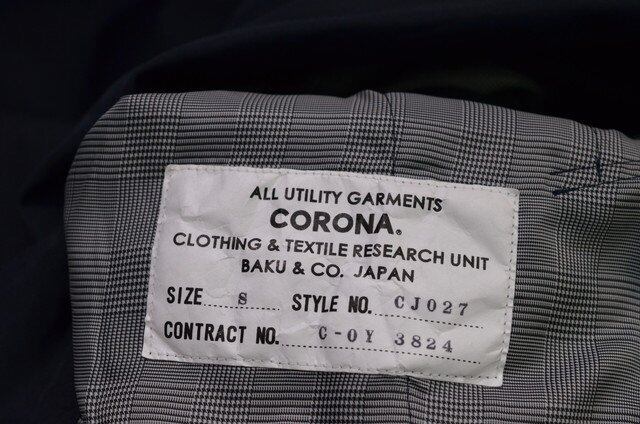 ALL UTILITY GARMENTS
CORONA®
CLOTHING & TEXTILE RESEARCH UNIT
BAKU & CO. JAPAN
SIZE S STYLE NO. CJ027
CONTRACT NO. C-OY 3824